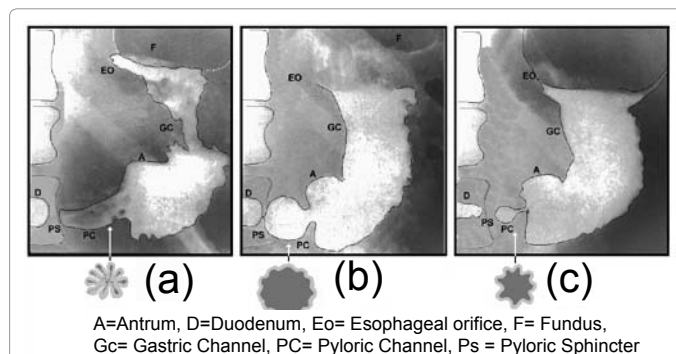 F
EO
GC
A
D
PS
PC
F
EO
GC
A
D
PS
PC
EO
GC
A
D
PS
PC
(a)
(b)
(c)
A=Antrum, D=Duodenum, Eo= Esophageal orifice, F= Fundus,
Gc= Gastric Channel, PC= Pyloric Channel, Ps = Pyloric Sphincter